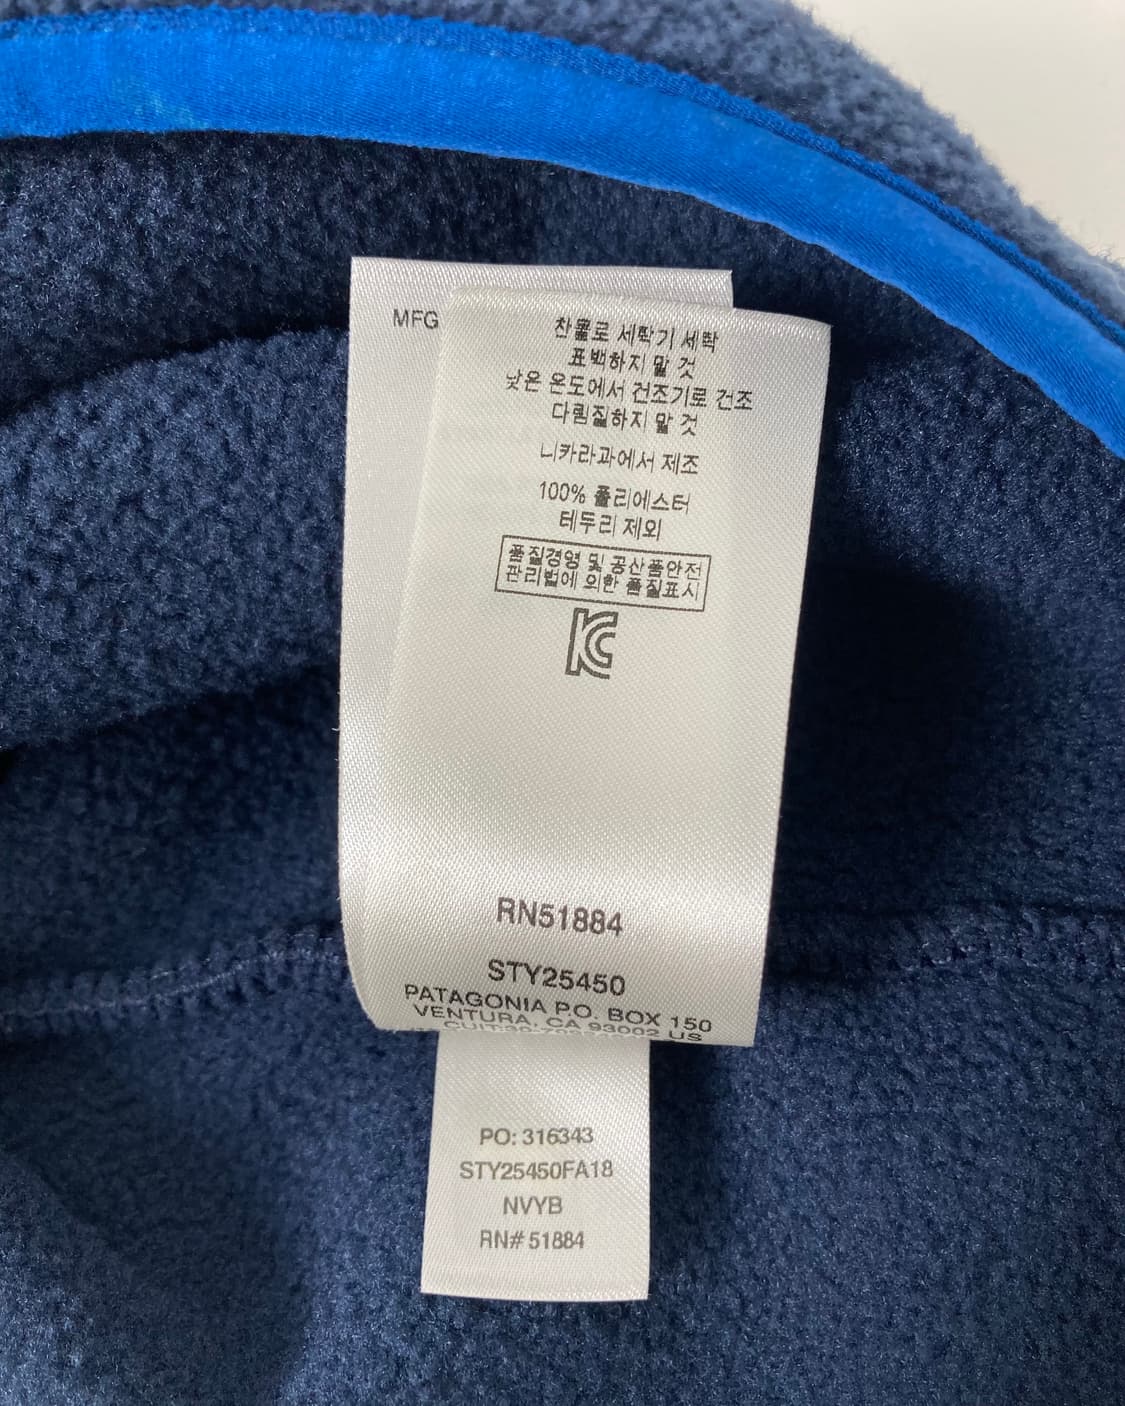 MFG
찬물로 세탁기 세탁
표백하지 말 것
낮은 온도에서 건조기로 건조
다림질하지 말 것
니카라과에서 제조
100% 폴리에스터
테두리 제외
품질경영 및 공산품안전
관리법에 의한 품질표시
KC
RN51884
STY25450
PATAGONIA P.O. BOX 150
VENTURA, CA 93002 US
CUIT:30-
PO: 316343
STY25450FA18
NVYB
RN# 51884